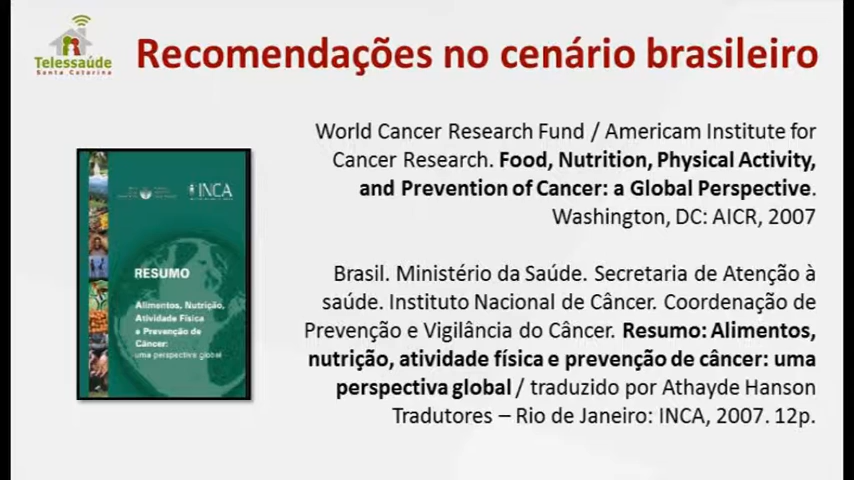 Telessaúde
Santa Catarina
Recomendações no cenário brasileiro
World Cancer Research Fund / Americam Institute for
Cancer Research. Food, Nutrition, Physical Activity,
and Prevention of Cancer: a Global Perspective.
Washington, DC: AICR, 2007
INCA
RESUMO
Alimentos, Nutrição,
Atividade Física
e Prevenção de
Câncer:
uma perspectiva global
Brasil. Ministério da Saúde. Secretaria de Atenção à
saúde. Instituto Nacional de Câncer. Coordenação de
Prevenção e Vigilância do Câncer. Resumo: Alimentos,
nutrição, atividade física e prevenção de câncer: uma
perspectiva global / traduzido por Athayde Hanson
Tradutores – Rio de Janeiro: INCA, 2007. 12p.